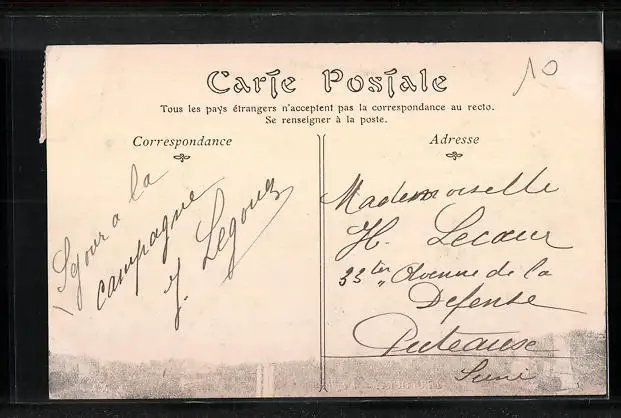 10
Carte Postale
Tous les pays étrangers n'acceptent pas la correspondance au recto.
Se renseigner à la poste.
Correspondance
Sejour a la
campagne
J. Legoux
Adresse
Mademoiselle
H. Lecoeur
33 ter Avenue de la
Defense
Puteaux
Seine